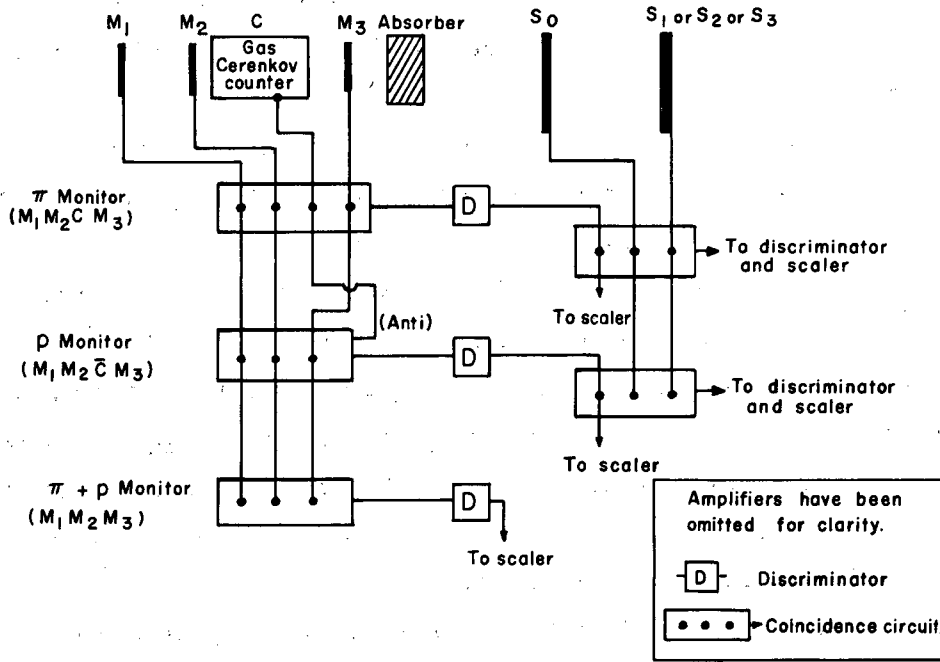 M1 M2 C M3 Absorber S0 S1 or S2 or S3
Gas
Cerenkov
counter
π Monitor
(M1M2C M3)
D
To discriminator
and scaler
To scaler
(Anti)
p Monitor
(M1M2C̄ M3)
D
To discriminator
and scaler
To scaler
π + p Monitor
(M1M2M3)
D
To scaler
Amplifiers have been
omitted for clarity.
D Discriminator
Coincidence circuit